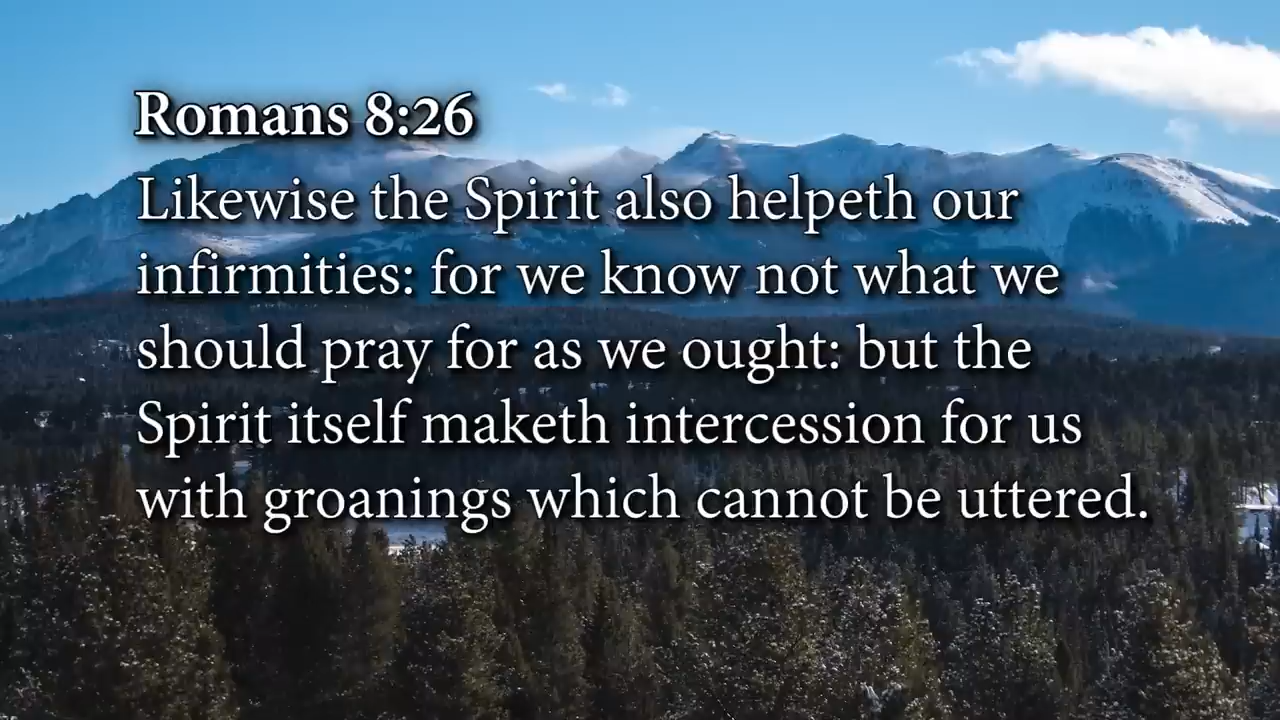 Romans 8:26
Likewise the Spirit also helpeth our
infirmities: for we know not what we
should pray for as we ought: but the
Spirit itself maketh intercession for us
with groanings which cannot be uttered.